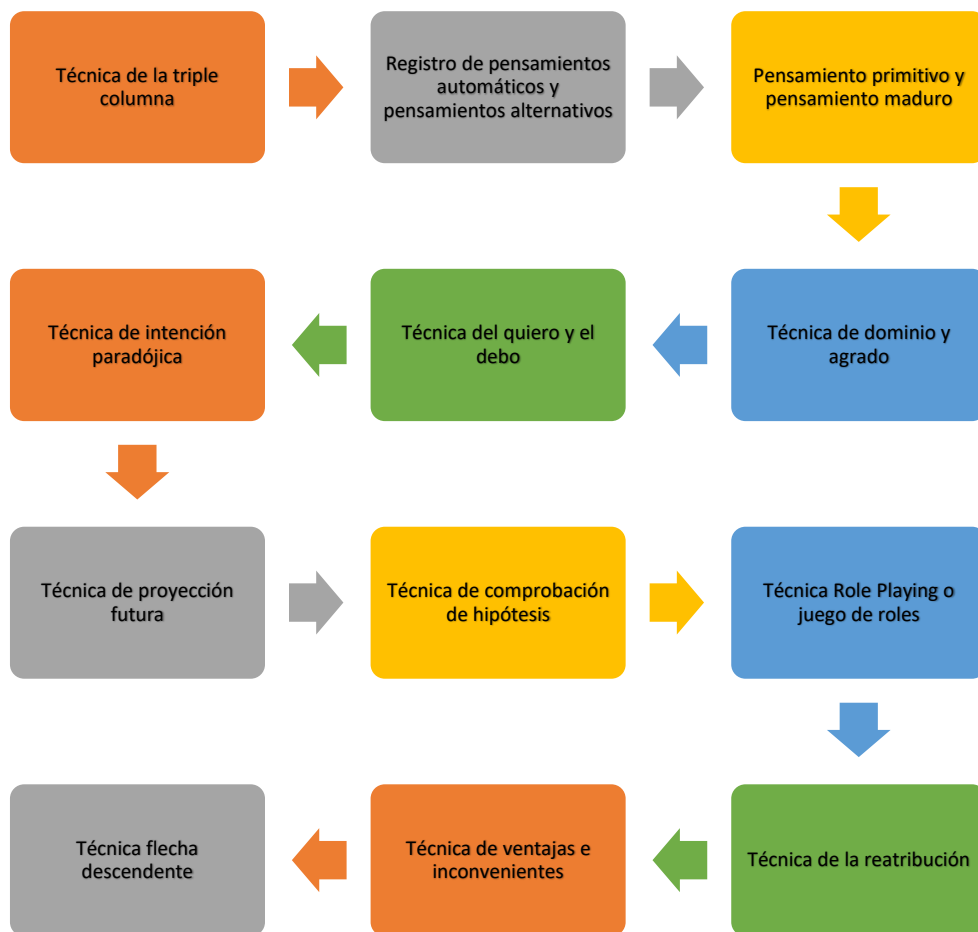 Técnica de la triple
columna
Registro de pensamientos
automáticos y
pensamientos alternativos
Pensamiento primitivo y
pensamiento maduro
Técnica de dominio y
agrado
Técnica del quiero y el
debo
Técnica de intención
paradójica
Técnica de proyección
futura
Técnica de comprobación
de hipótesis
Técnica Role Playing o
juego de roles
Técnica de la reatribución
Técnica de ventajas e
inconvenientes
Técnica flecha
descendente